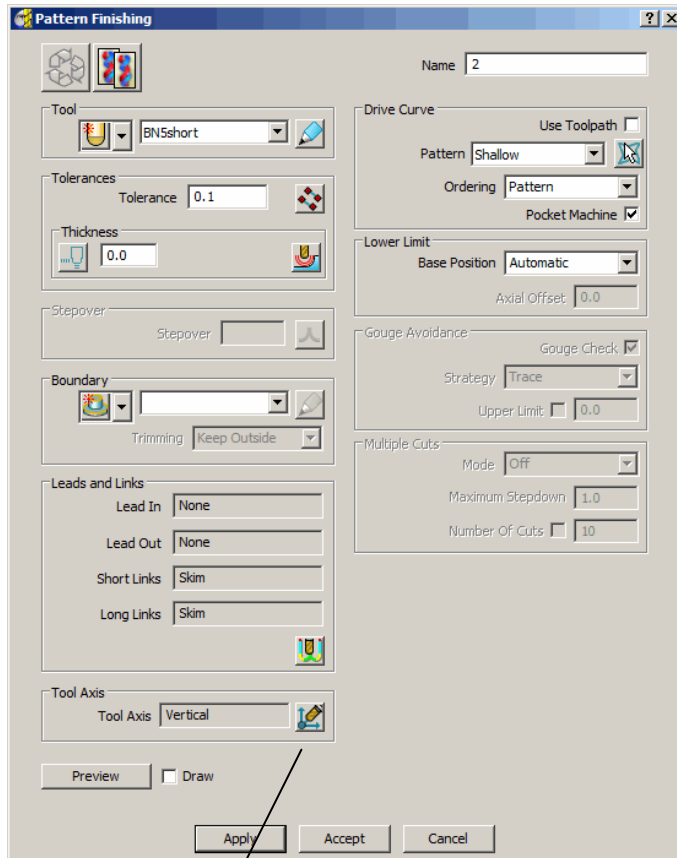 Pattern Finishing
Name 2
Tool
BN5short
Tolerances
Tolerance 0.1
Thickness
0.0
Stepover
Stepover
Boundary
Trimming Keep Outside
Leads and Links
Lead In None
Lead Out None
Short Links Skim
Long Links Skim
Tool Axis
Tool Axis Vertical
Preview Draw
Drive Curve
Use Toolpath
Pattern Shallow
Ordering Pattern
Pocket Machine
Lower Limit
Base Position Automatic
Axial Offset 0.0
Gouge Avoidance
Gouge Check
Strategy Trace
Upper Limit 0.0
Multiple Cuts
Mode Off
Maximum Stepdown 1.0
Number Of Cuts 10
Apply Accept Cancel